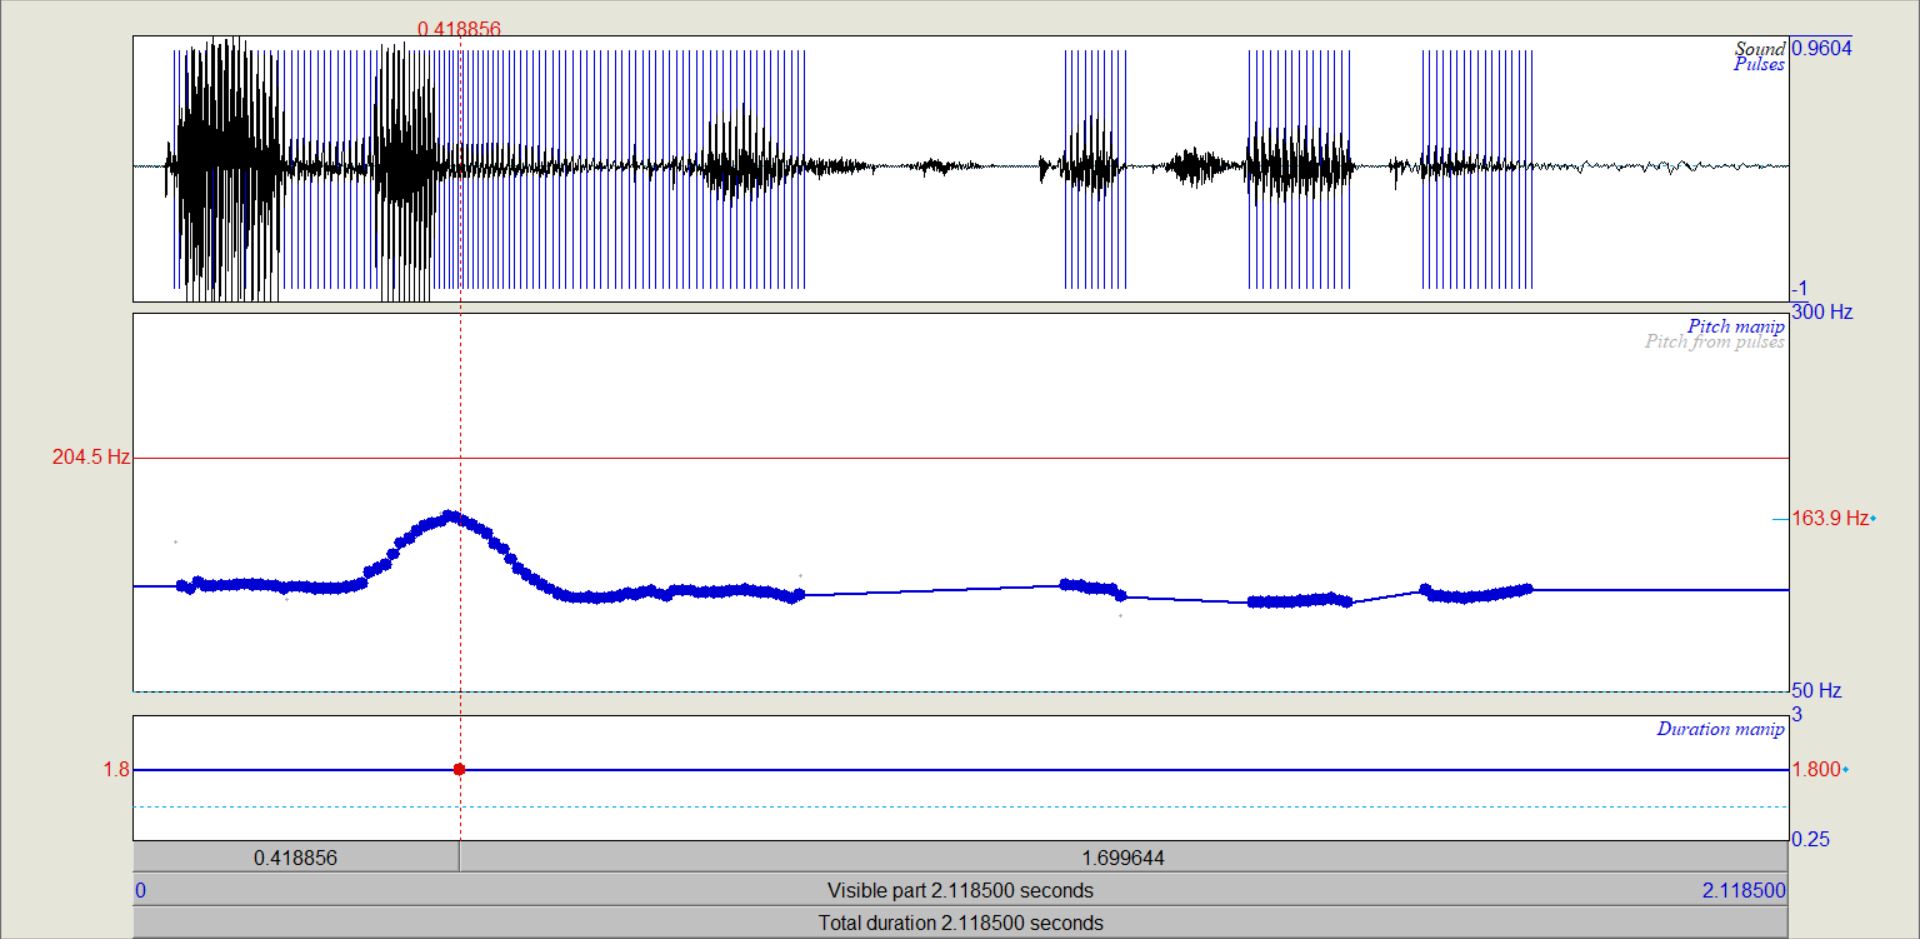 0.418856
Sound
0.9604
Pulses
-1
300 Hz
Pitch manip
Pitch from pulses
204.5 Hz
163.9 Hz
50 Hz
3
Duration manip
1.8
1.800
0.25
0.418856
1.699644
0
Visible part 2.118500 seconds
2.118500
Total duration 2.118500 seconds